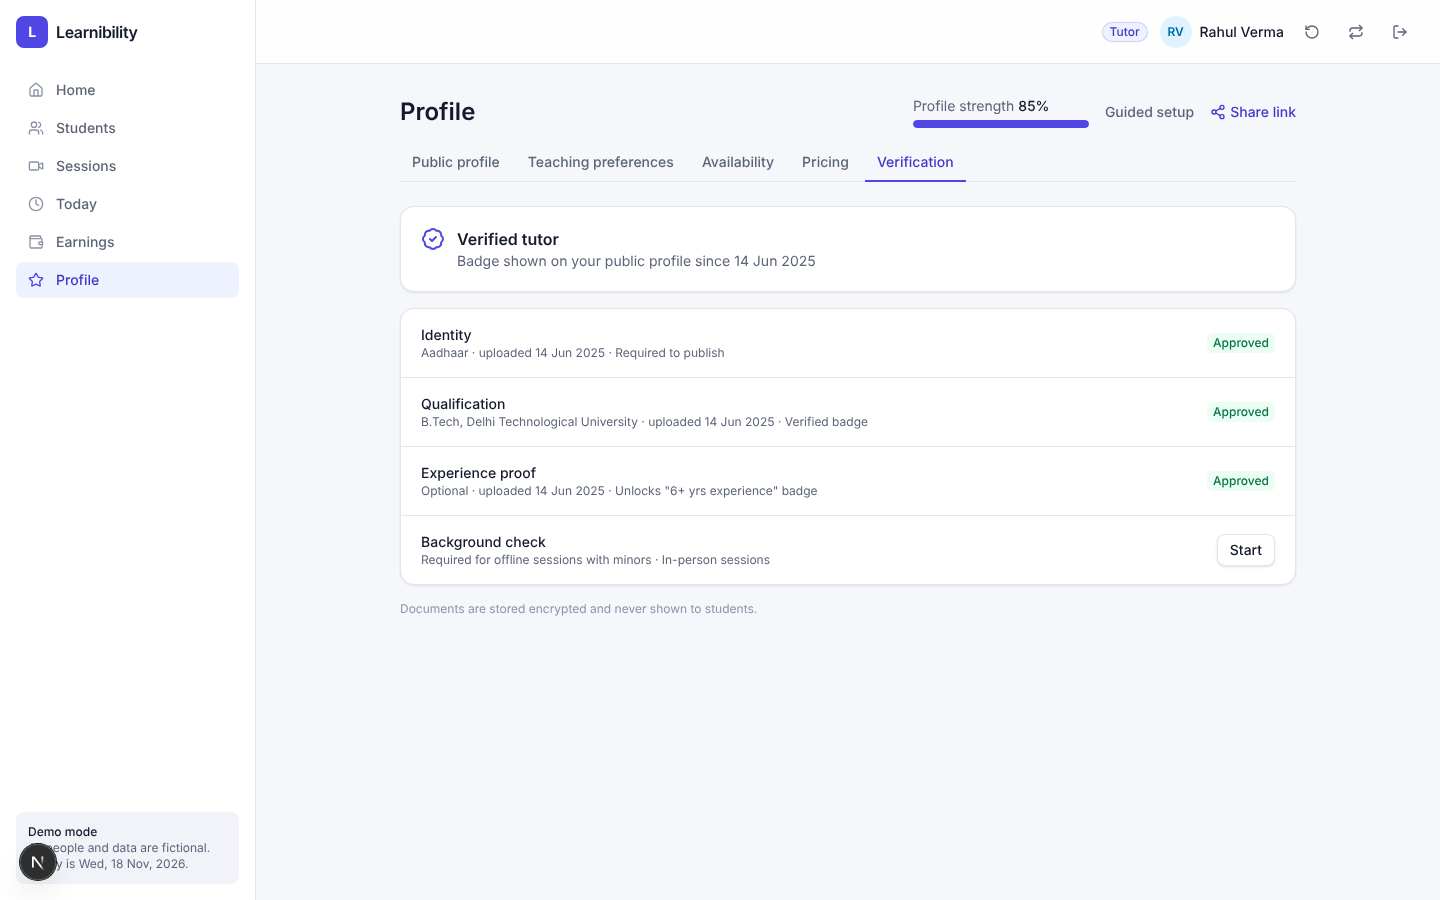 L Learnibility
Tutor RV Rahul Verma
Home
Students
Sessions
Today
Earnings
Profile
Profile
Profile strength 85%
Guided setup
Share link
Public profile Teaching preferences Availability Pricing Verification
Verified tutor
Badge shown on your public profile since 14 Jun 2025
Identity
Aadhaar · uploaded 14 Jun 2025 · Required to publish
Approved
Qualification
B.Tech, Delhi Technological University · uploaded 14 Jun 2025 · Verified badge
Approved
Experience proof
Optional · uploaded 14 Jun 2025 · Unlocks "6+ yrs experience" badge
Approved
Background check
Required for offline sessions with minors · In-person sessions
Start
Documents are stored encrypted and never shown to students.
Demo mode
people and data are fictional.
N
is Wed, 18 Nov, 2026.